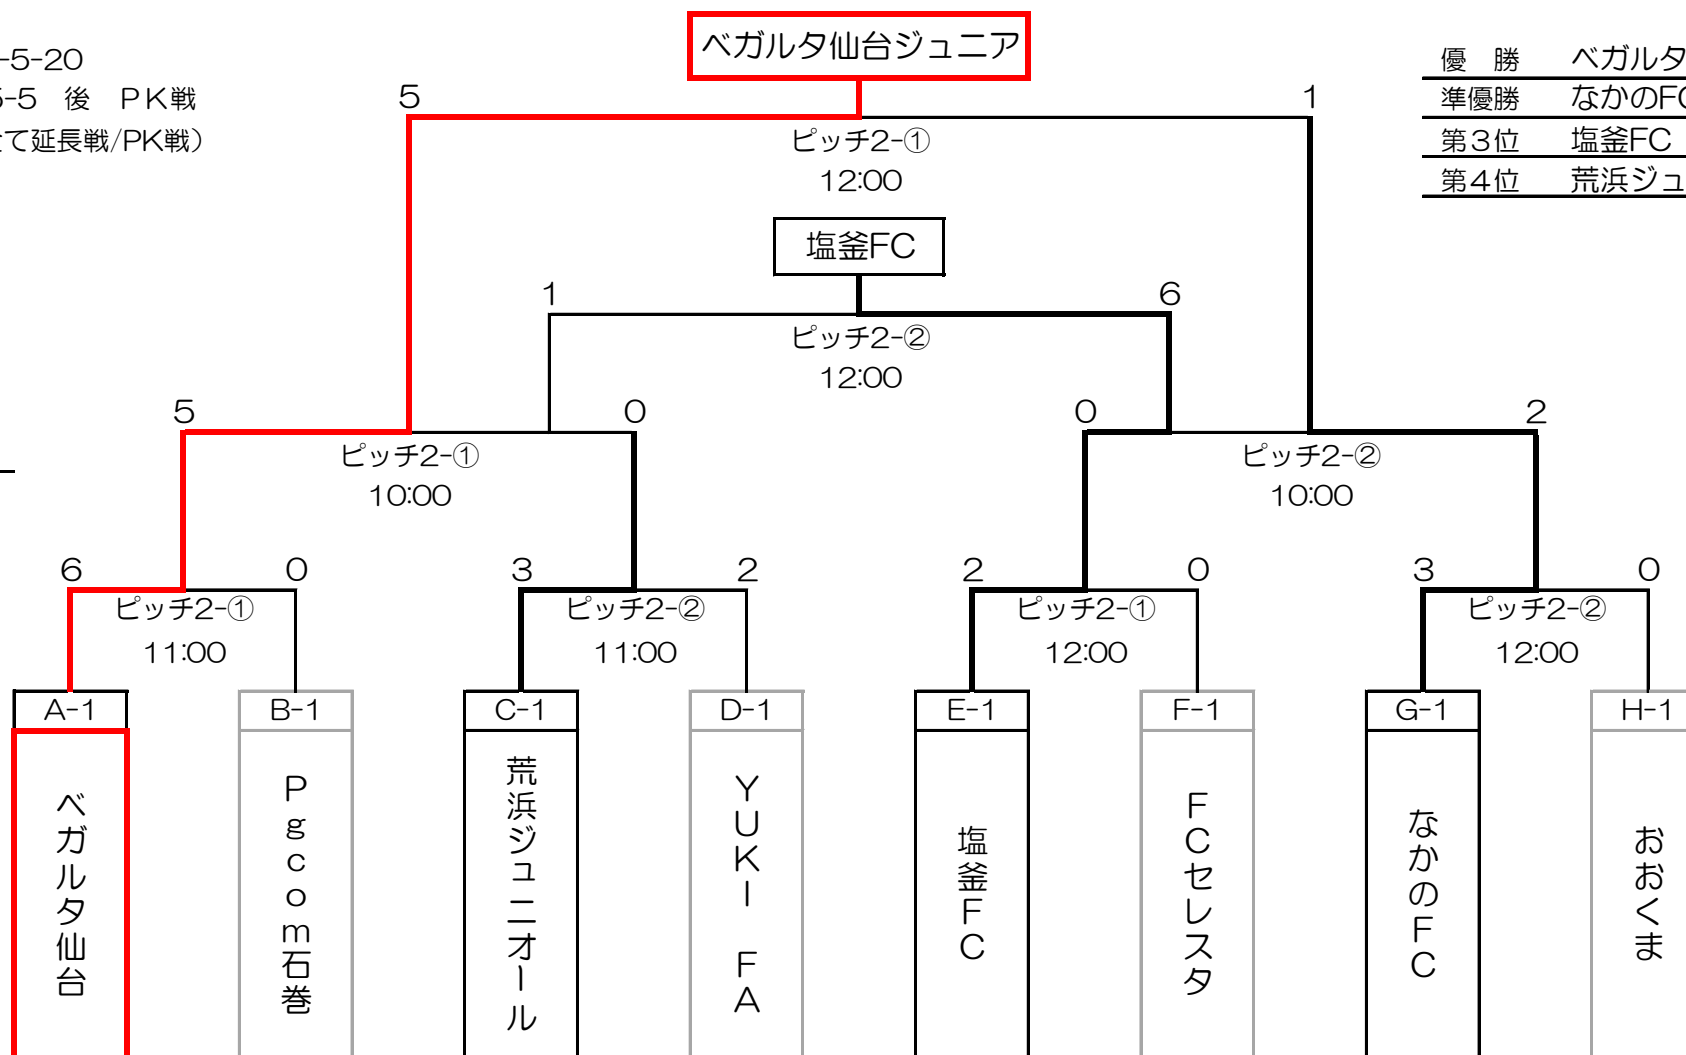 ベガルタ仙台ジュニア
-5-20
5-5 後 PK戦
全て延長戦/PK戦）
優 勝 ベガルタ
準優勝 なかのFC
第3位 塩釜FC
第4位 荒浜ジュ
5
1
ピッチ2-①
12:00
塩釜FC
1
6
ピッチ2-②
12:00
5
0
0
2
ピッチ2-①
10:00
ピッチ2-②
10:00
6
0
3
2
2
0
3
0
ピッチ2-①
11:00
ピッチ2-②
11:00
ピッチ2-①
12:00
ピッチ2-②
12:00
A-1
B-1
C-1
D-1
E-1
F-1
G-1
H-1
ベガルタ仙台
Pgcom石巻
荒浜ジュニオール
YUKI FA
塩釜FC
FCセレスタ
なかのFC
おおくま